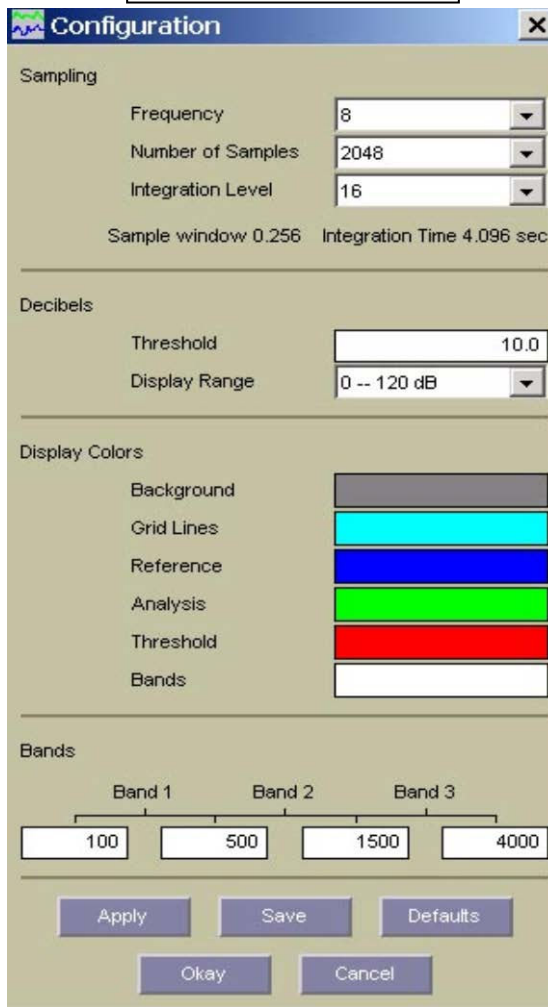 Configuration
Sampling
Frequency 8
Number of Samples 2048
Integration Level 16
Sample window 0.256 Integration Time 4.096 sec
Decibels
Threshold 10.0
Display Range 0 -- 120 dB
Display Colors
Background
Grid Lines
Reference
Analysis
Threshold
Bands
Bands
Band 1 Band 2 Band 3
100 500 1500 4000
Apply Save Defaults
Okay Cancel